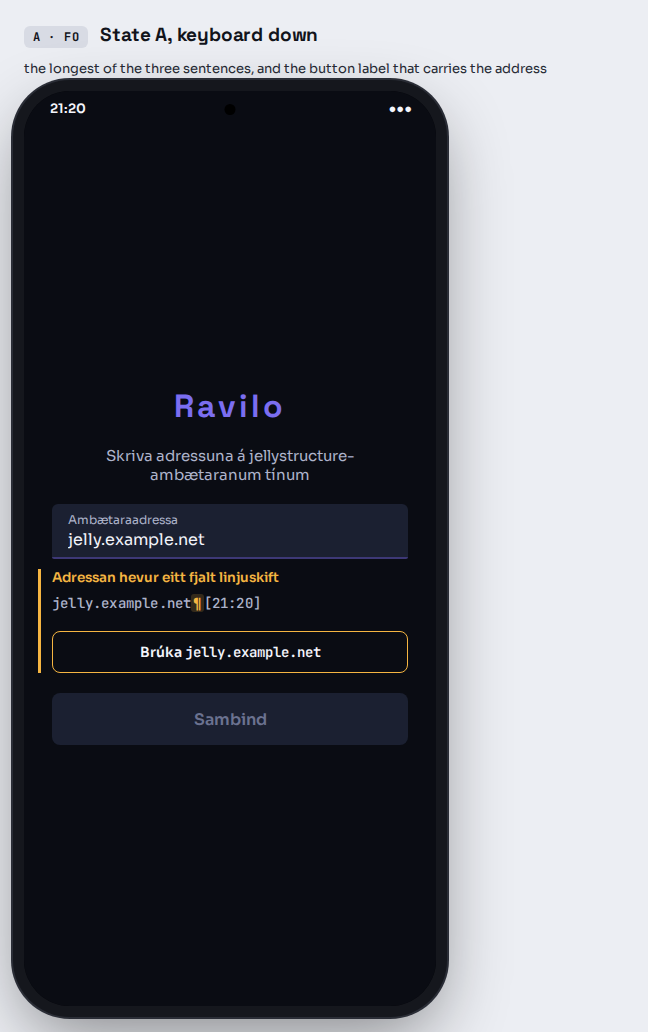 A · FO State A, keyboard down
the longest of the three sentences, and the button label that carries the address
21:20
Ravilo
Skriva adressuna á jellystructure-
ambætaranum tínum
Ambætaraadressa
jelly.example.net
Adressan hevur eitt fjalt linjuskift
jelly.example.net¶[21:20]
Brúka jelly.example.net
Sambind